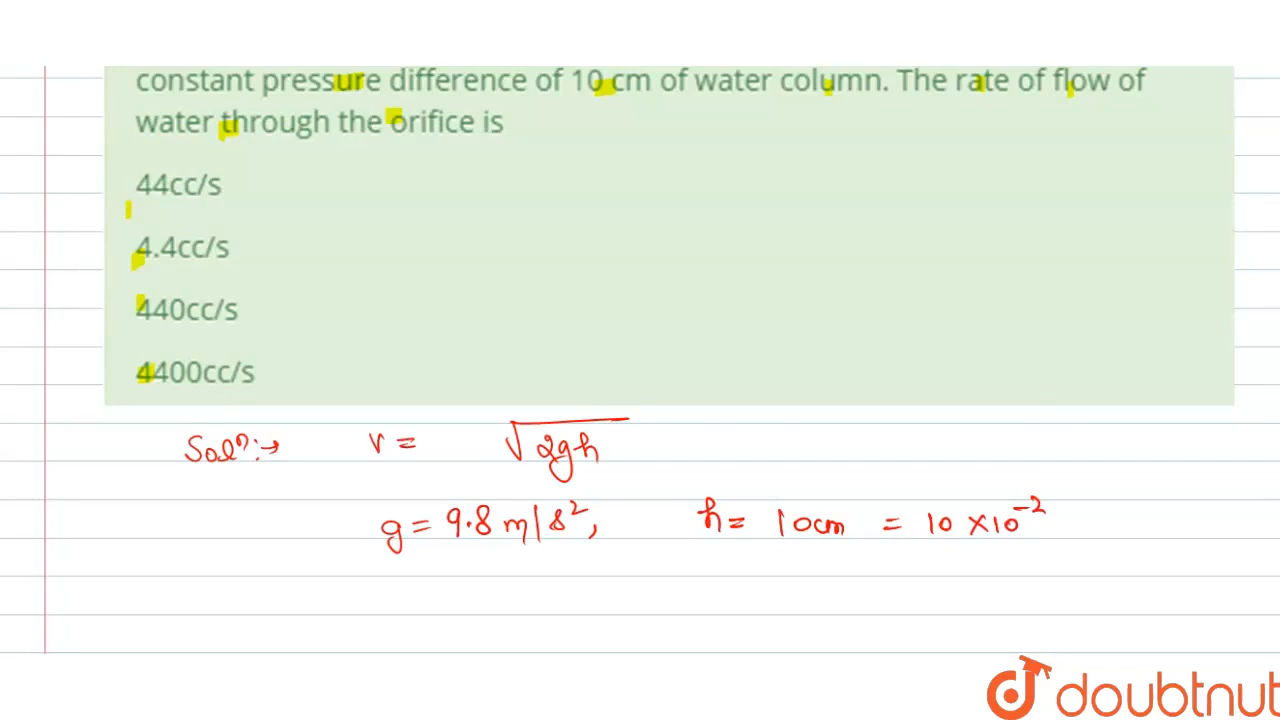 constant pressure difference of 10 cm of water column. The rate of flow of
water through the orifice is
44cc/s
4.4cc/s
440cc/s
4400cc/s
Solⁿ:→ v = √2gh
g = 9.8 m/s², h = 10cm = 10 × 10⁻²
doubtnut